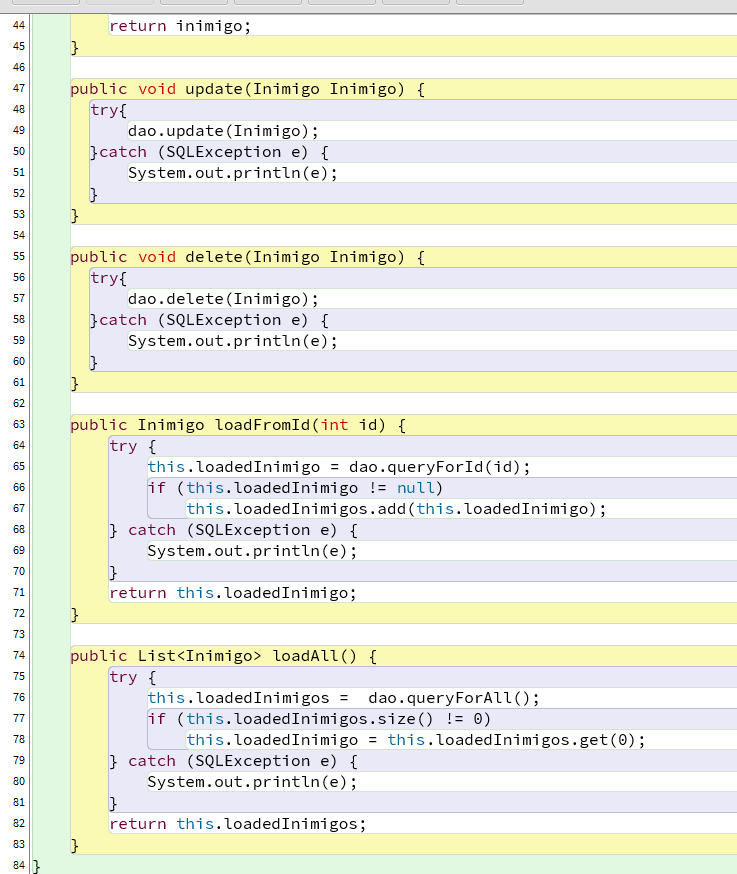 44 return inimigo;
45 }
46
47 public void update(Inimigo Inimigo) {
48 try{
49 dao.update(Inimigo);
50 }catch (SQLException e) {
51 System.out.println(e);
52 }
53 }
54
55 public void delete(Inimigo Inimigo) {
56 try{
57 dao.delete(Inimigo);
58 }catch (SQLException e) {
59 System.out.println(e);
60 }
61 }
62
63 public Inimigo loadFromId(int id) {
64 try {
65 this.loadedInimigo = dao.queryForId(id);
66 if (this.loadedInimigo != null)
67 this.loadedInimigos.add(this.loadedInimigo);
68 } catch (SQLException e) {
69 System.out.println(e);
70 }
71 return this.loadedInimigo;
72 }
73
74 public List<Inimigo> loadAll() {
75 try {
76 this.loadedInimigos =  dao.queryForAll();
77 if (this.loadedInimigos.size() != 0)
78 this.loadedInimigo = this.loadedInimigos.get(0);
79 } catch (SQLException e) {
80 System.out.println(e);
81 }
82 return this.loadedInimigos;
83 }
84 }